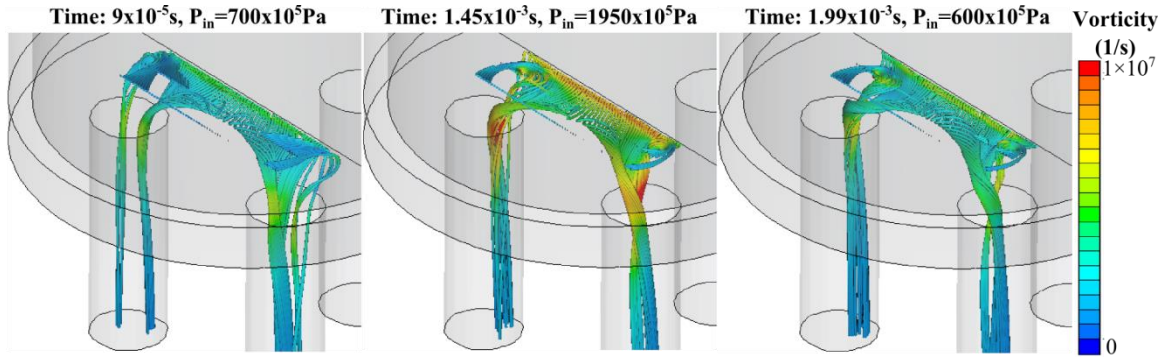 Time: 9x10⁻⁵s, Pᵢₙ=700x10⁵Pa
Time: 1.45x10⁻³s, Pᵢₙ=1950x10⁵Pa
Time: 1.99x10⁻³s, Pᵢₙ=600x10⁵Pa
Vorticity
(1/s)
1×10⁷
0